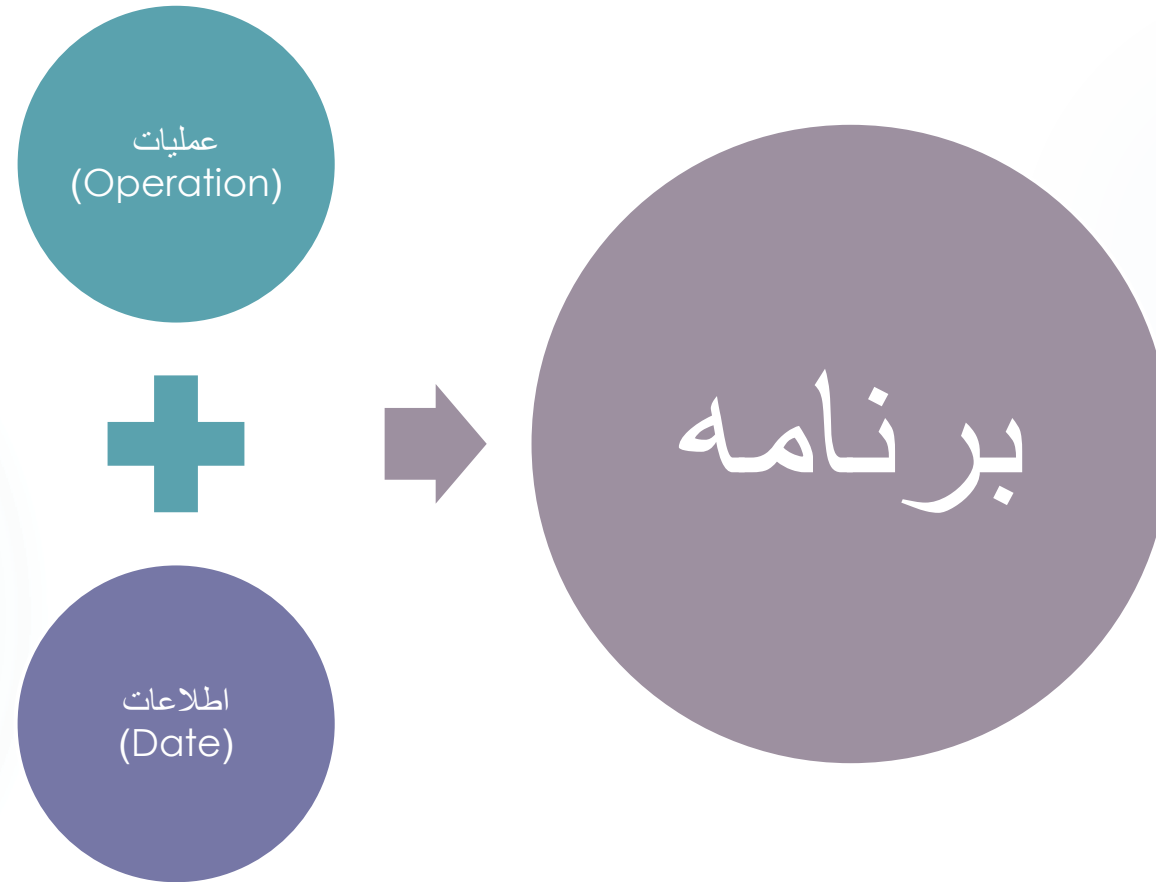 عملیات
(Operation)
اطلاعات
(Date)
برنامه